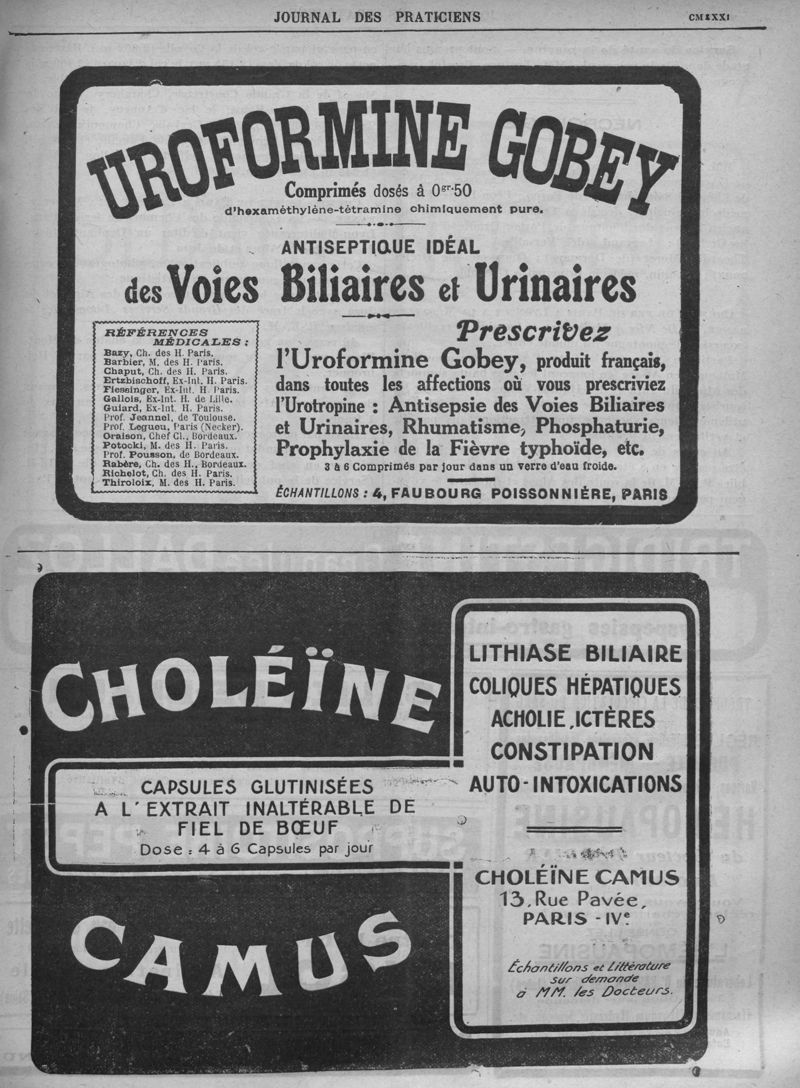 JOURNAL DES PRATICIENS
UROFORMINE GOBEY
Comprimés dosés à 0gr·50
d'hexaméthylène-tétramine chimiquement pure.
ANTISEPTIQUE IDÉAL
des Voies Biliaires et Urinaires
RÉFÉRENCES
MÉDICALES :
Bazy, Ch. des H. Paris.
Barbier, M. des H. Paris.
Chaput, Ch. des H. Paris.
Ertzbischoff, Ex-Int. H. Paris.
Fiessinger, Ex-Int. H. Paris.
Gallois, Ex-Int. H. de Lille.
Guiard, Ex-Int. H. Paris.
Prof. Jeannel, de Toulouse.
Prof. Legueu, Paris (Necker).
Oraison, Chef Cl., Bordeaux.
Potocki, M. des H. Paris.
Prof. Pousson, de Bordeaux.
Rabère, Ch. des H., Bordeaux.
Richelot, Ch. des H. Paris.
Thiroloix, M. des H. Paris.
Prescrivez
l'Uroformine Gobey, produit français,
dans toutes les affections où vous prescriviez
l'Urotropine : Antisepsie des Voies Biliaires
et Urinaires, Rhumatisme, Phosphaturie,
Prophylaxie de la Fièvre typhoïde, etc.
3 à 6 Comprimés par jour dans un verre d'eau froide.
ÉCHANTILLONS : 4, FAUBOURG POISSONNIÈRE, PARIS
CHOLÉÏNE
CAPSULES GLUTINISÉES
A L'EXTRAIT INALTÉRABLE DE
FIEL DE BŒUF
Dose : 4 à 6 Capsules par jour
CAMUS
LITHIASE BILIAIRE
COLIQUES HÉPATIQUES
ACHOLIE, ICTÈRES
CONSTIPATION
AUTO-INTOXICATIONS
CHOLÉÏNE CAMUS
13, Rue Pavée,
PARIS - IVe
Échantillons et Littérature
sur demande
à MM. les Docteurs.